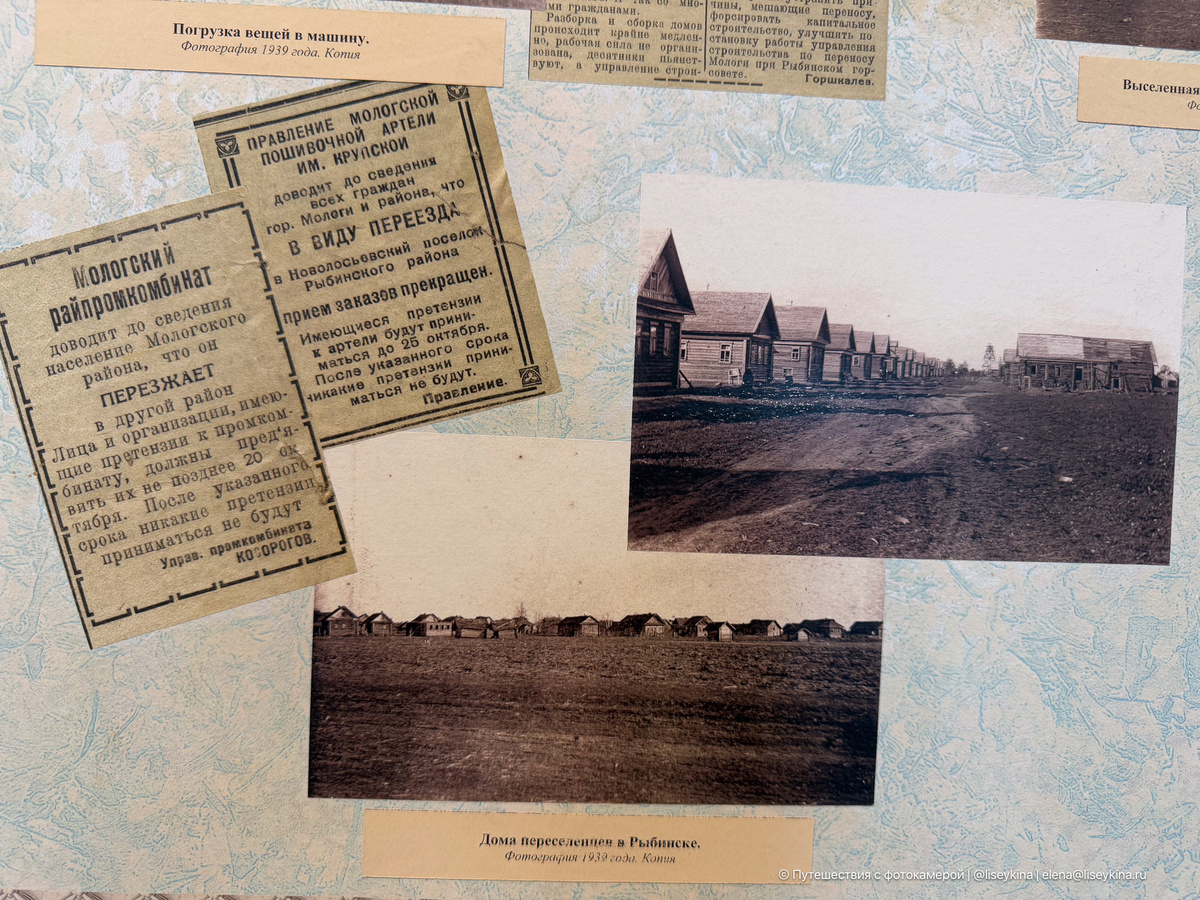 Погрузка вещей в машину.
Фотография 1939 года. Копия
ми гражданами.
Разборка и сборка домов
происходит крайне медлен-
но, рабочая сила не органи-
зована, десятники пьянст-
вуют, а управление строи-
чины, мешающие переносу,
форсировать капитальное
строительство, улучшить по-
становку работы управления
строительства по переносу
Мологи при Рыбинском гор-
совете.
Горшкалев.
Выселенная
ПРАВЛЕНИЕ МОЛОГСКОЙ
ПОШИВОЧНОЙ АРТЕЛИ
ИМ. КРУПСКОЙ
доводит до сведения
всех граждан
гор. Мологи и района, что
В ВИДУ ПЕРЕЕЗДА
в Новолосьевский поселок
Рыбинского района
прием заказов прекращен.
Имеющиеся претензии
к артели будут прини-
маться до 25 октября.
После указанного срока
никакие претензии прини-
маться не будут.
Правление.
Мологский
райпромкомбинат
доводит до сведения
население Мологского
района, что он
ПЕРЕЗЖАЕТ
в другой район
Лица и организации, имею-
щие претензии к промком-
бинату, должны пред'я-
вить их не позднее 20 ок
тября. После указанного
срока никакие претензии
приниматься не будут
Управ. промкомбината
КОЗОРОГОВ.
Дома переселенцев в Рыбинске.
Фотография 1939 года. Копия
© Путешествия с фотокамерой | @liseykina | elena@liseykina.ru